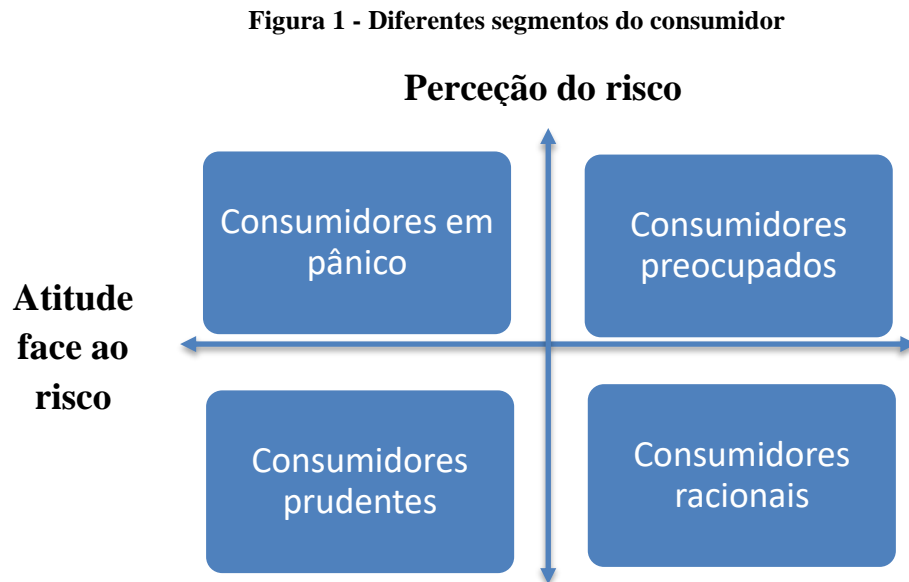 Figura 1 - Diferentes segmentos do consumidor
Perceção do risco
Consumidores em
pânico
Consumidores
preocupados
Atitude
face ao
risco
Consumidores
prudentes
Consumidores
racionais